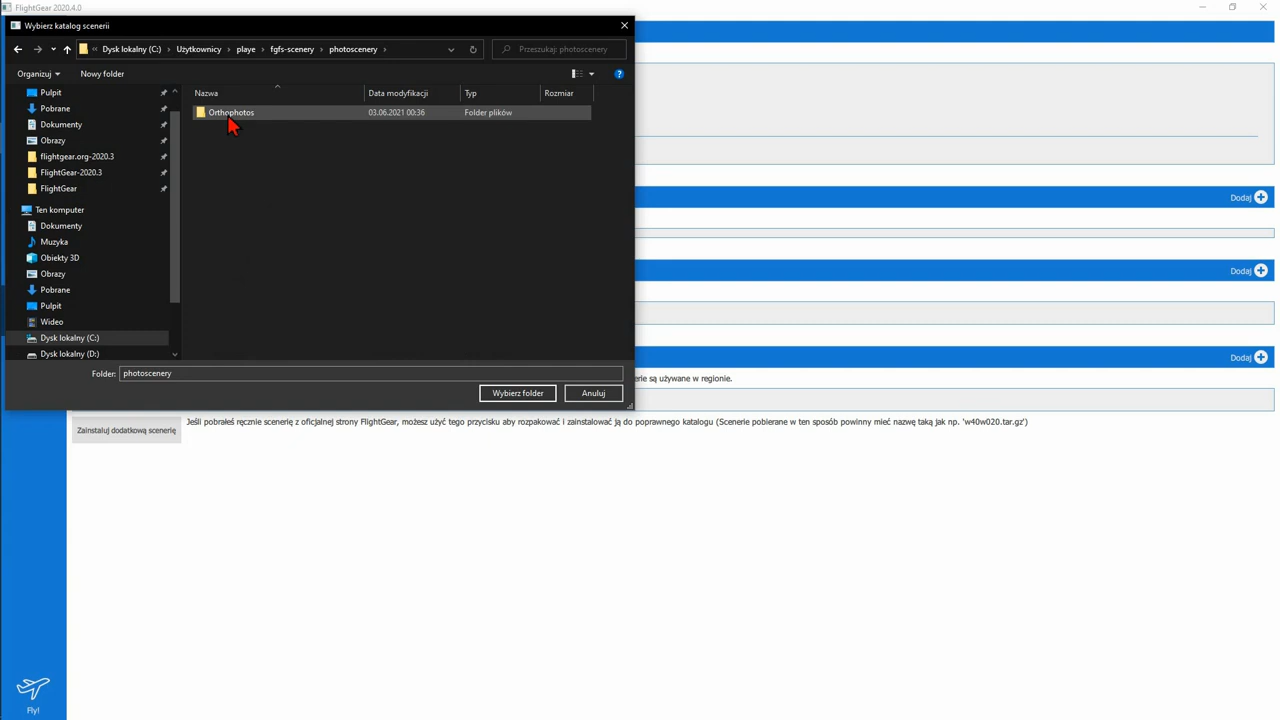 FlightGear 2020.4.0
Wybierz katalog scenerii
« Dysk lokalny (C:) > Użytkownicy > playe > fgfs-scenery > photoscenery >
Przeszukaj: photoscenery
Organizuj
Nowy folder
Nazwa
Data modyfikacji
Typ
Rozmiar
Orthophotos
03.06.2021 00:36
Folder plików
Pulpit
Pobrane
Dokumenty
Obrazy
flightgear.org-2020.3
FlightGear-2020.3
FlightGear
Ten komputer
Dokumenty
Muzyka
Obiekty 3D
Obrazy
Pobrane
Pulpit
Wideo
Dysk lokalny (C:)
Dysk lokalny (D:)
Folder:
photoscenery
Wybierz folder
Anuluj
Dodaj
Dodaj
Dodaj
są używane w regionie.
Zainstaluj dodatkową scenerię
Jeśli pobrałeś ręcznie scenerię z oficjalnej strony FlightGear, możesz użyć tego przycisku aby rozpakować i zainstalować ją do poprawnego katalogu (Scenerie pobierane w ten sposób powinny mieć nazwę taką jak np. 'w40w020.tar.gz')
Fly!